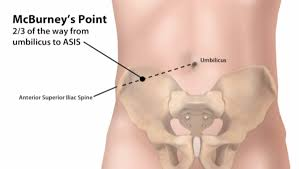 McBurney's Point
2/3 of the way from
umbilicus to ASIS
Umbilicus
Anterior Superior Iliac Spine